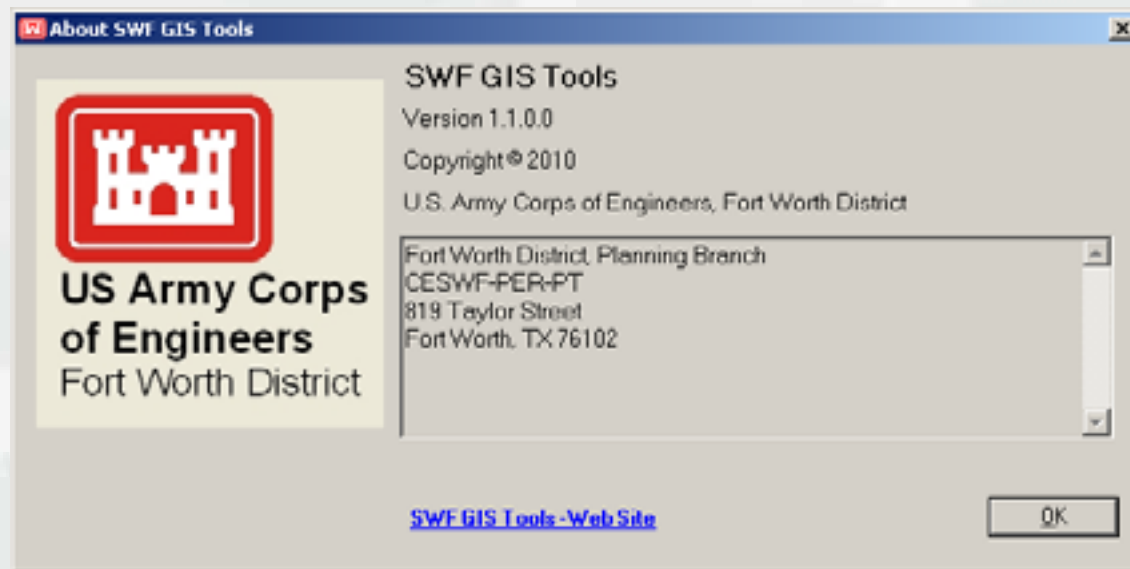 About SWF GIS Tools
US Army Corps
of Engineers
Fort Worth District
SWF GIS Tools
Version 1.1.0.0
Copyright © 2010
U.S. Army Corps of Engineers, Fort Worth District
Fort Worth District, Planning Branch
CESWF-PER-PT
819 Taylor Street
Fort Worth, TX 76102
SWF GIS Tools - Web Site
OK